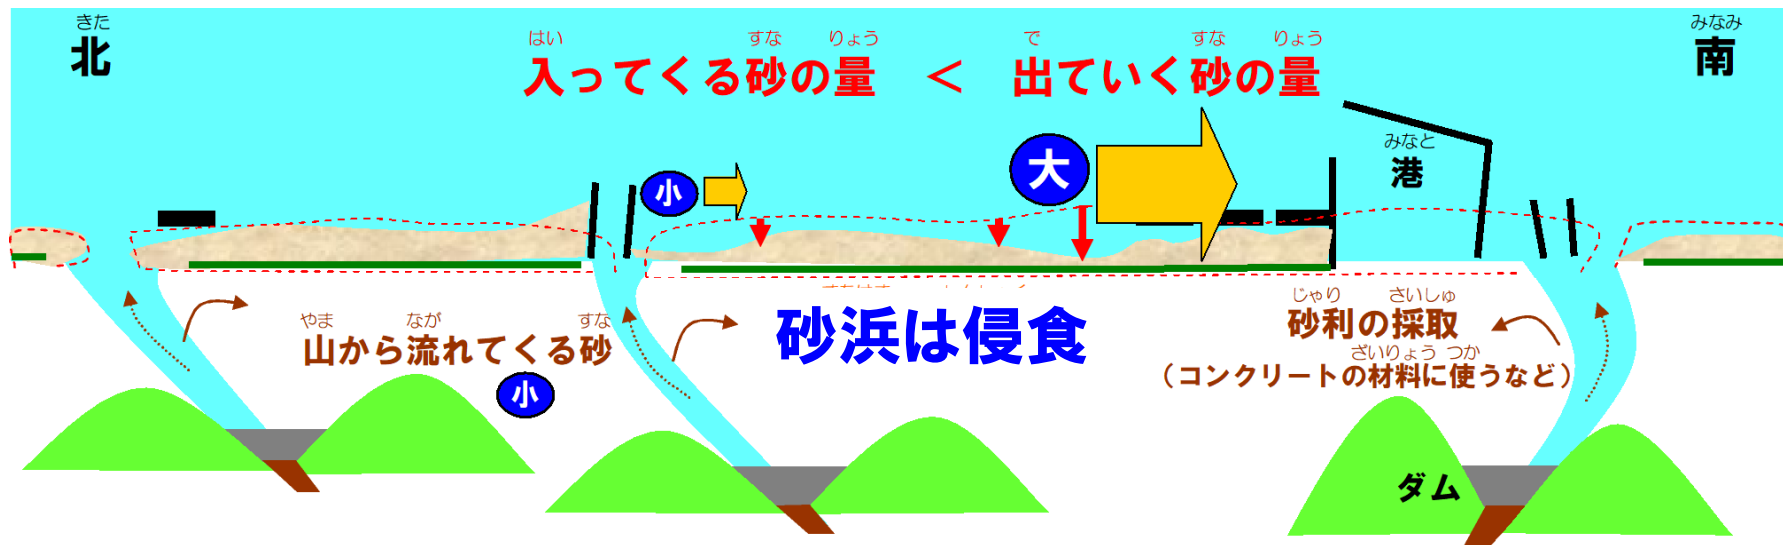 きた
北
みなみ
南
はい すな りょう で すな りょう
入ってくる砂の量 < 出ていく砂の量
小
大
みなと
港
やま なが すな
山から流れてくる砂
小
砂浜は侵食
じゃり さいしゅ
砂利の採取
ざいりょう つか
(コンクリートの材料に使うなど)
ダム